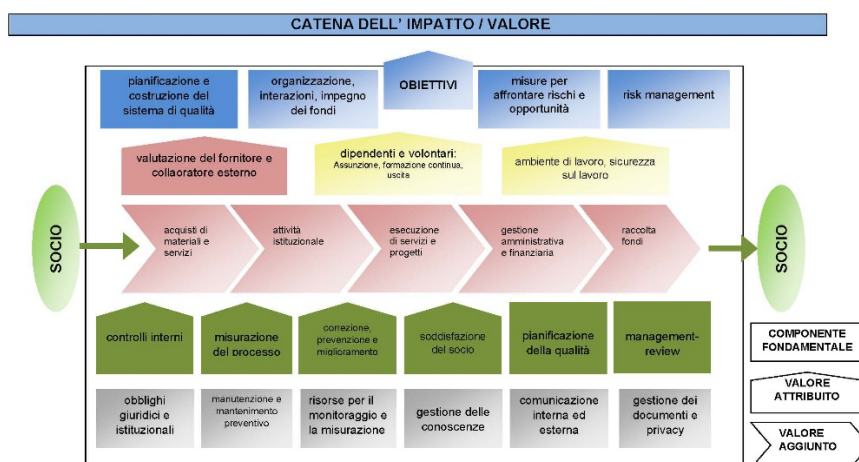 CATENA DELL' IMPATTO / VALORE
pianificazione e
costruzione del
sistema di qualità
organizzazione,
interazioni, impegno
dei fondi
OBIETTIVI
misure per
affrontare rischi e
opportunità
risk management
valutazione del fornitore e
collaoratore esterno
dipendenti e volontari:
Assunzione, formazione continua,
uscita
ambiente di lavoro, sicurezza
sul lavoro
SOCIO
acquisti di
materiali e
servizi
attività
istituzionale
esecuzione
di servizi e
progetti
gestione
amministrativa
e finanziaria
raccolta
fondi
SOCIO
controlli interni
misurazione
del processo
correzione,
prevenzione e
miglioramento
soddisfazione
del socio
pianificazione
della qualità
management-
review
obblighi
giuridici e
istituzionali
manutenzione e
mantenimento
preventivo
risorse per il
monitoraggio e
la misurazione
gestione delle
conoscenze
comunicazione
interna ed
esterna
gestione dei
documenti e
privacy
COMPONENTE
FONDAMENTALE
VALORE
ATTRIBUITO
VALORE
AGGIUNTO